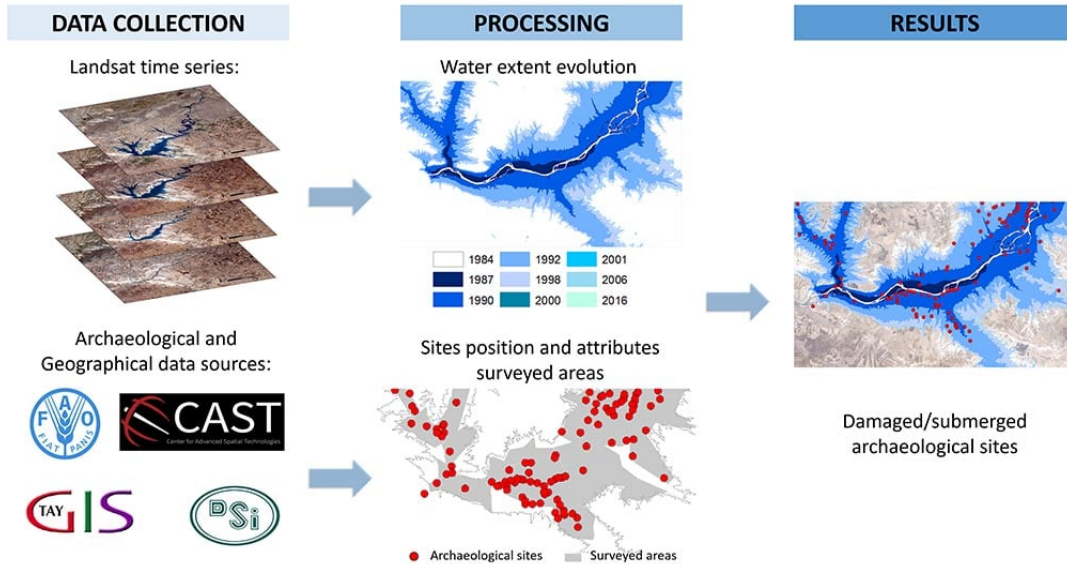 DATA COLLECTION
Landsat time series:
Archaeological and
Geographical data sources:
F A O
FIAT PANIS
CAST
Center for Advanced Spatial Technologies
TAY
GIS
DSi
PROCESSING
Water extent evolution
1984 1992 2001
1987 1998 2006
1990 2000 2016
Sites position and attributes
surveyed areas
Archaeological sites Surveyed areas
RESULTS
Damaged/submerged
archaeological sites